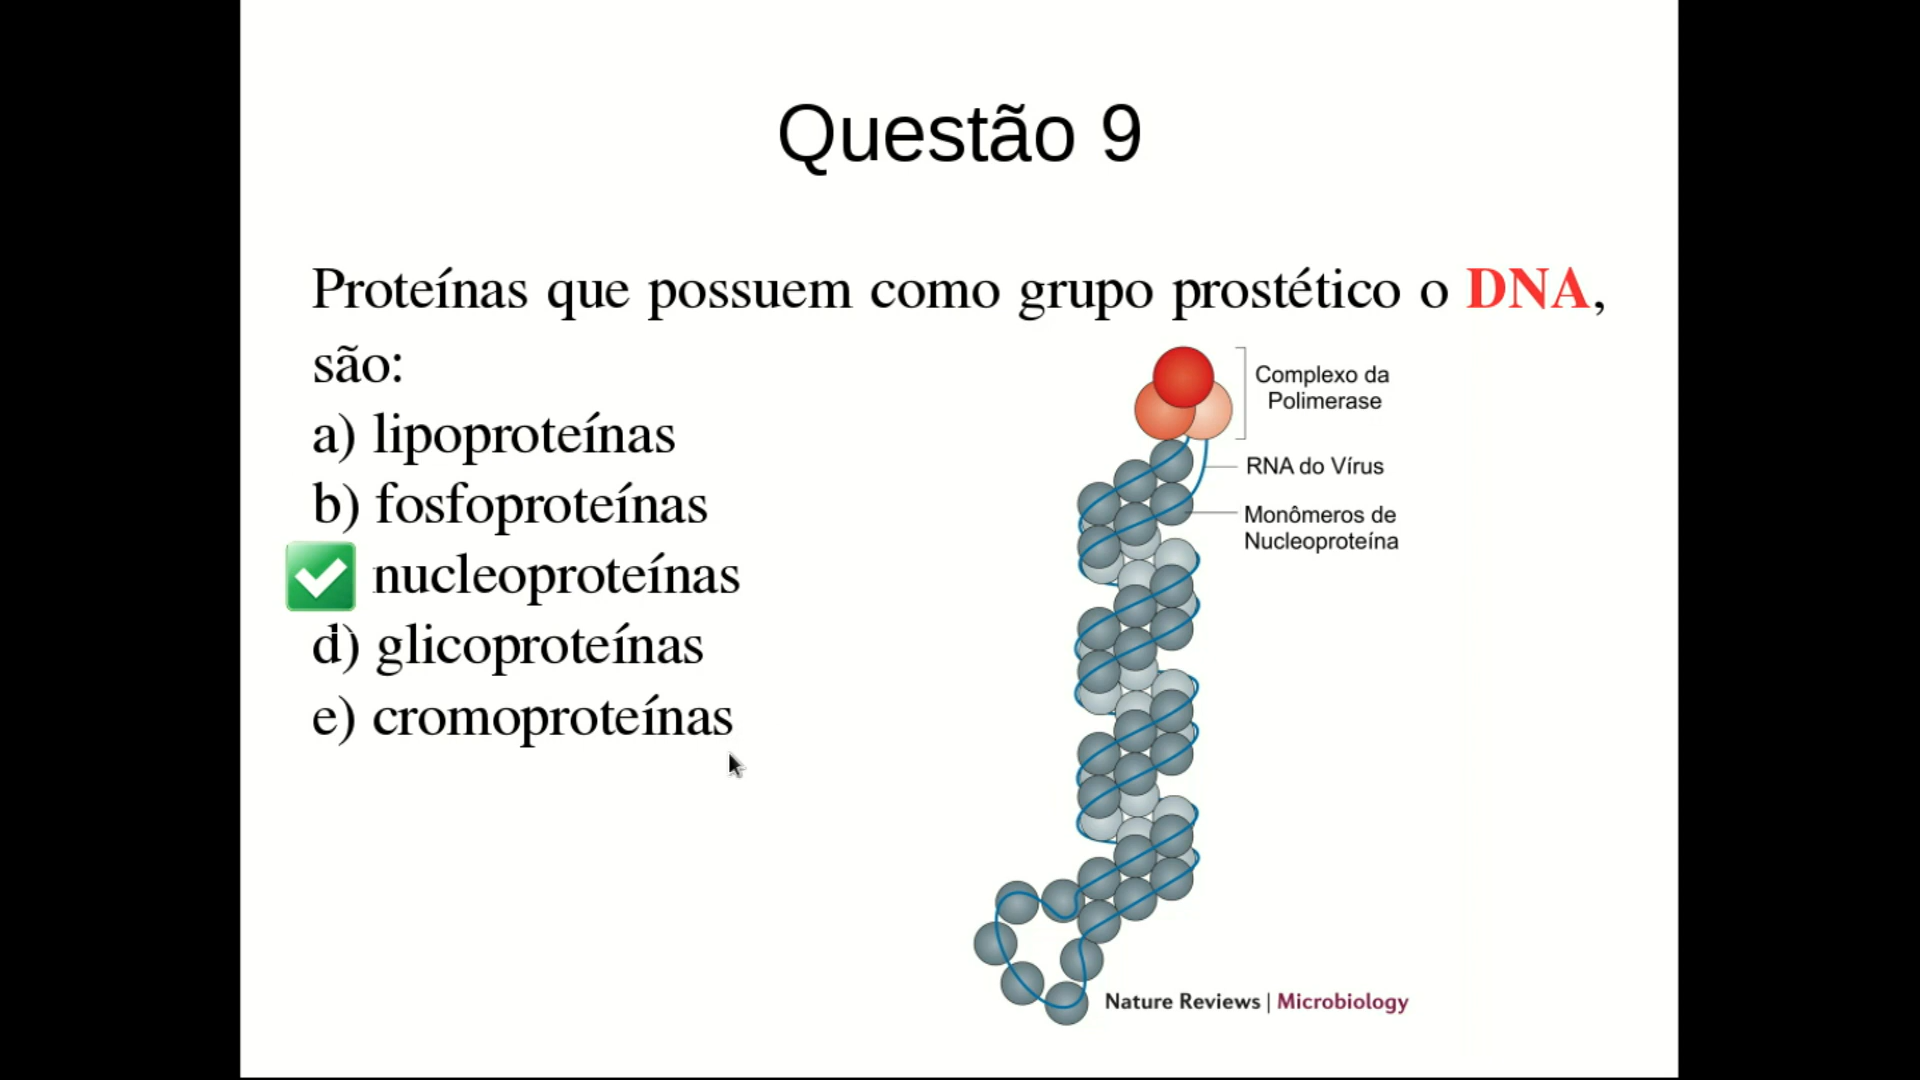 Questão 9
Proteínas que possuem como grupo prostético o DNA,
são:
a) lipoproteínas
b) fosfoproteínas
nucleoproteínas
d) glicoproteínas
e) cromoproteínas
Complexo da
Polimerase
RNA do Vírus
Monômeros de
Nucleoproteína
Nature Reviews | Microbiology